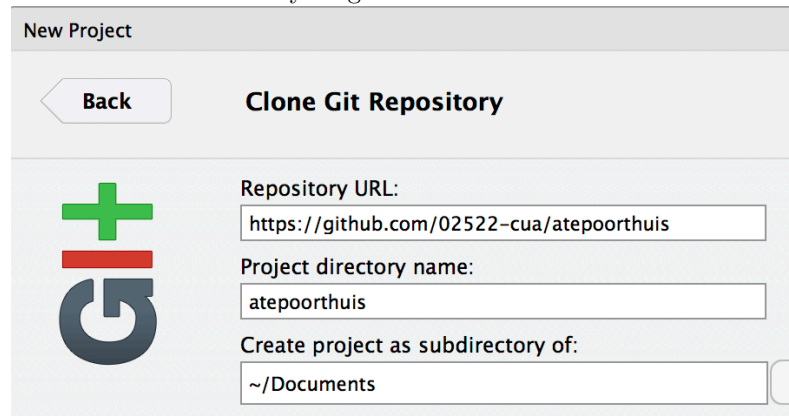 New Project
Back
Clone Git Repository
Repository URL:
https://github.com/02522-cua/atepoorthuis
Project directory name:
atepoorthuis
Create project as subdirectory of:
~/Documents
GIT